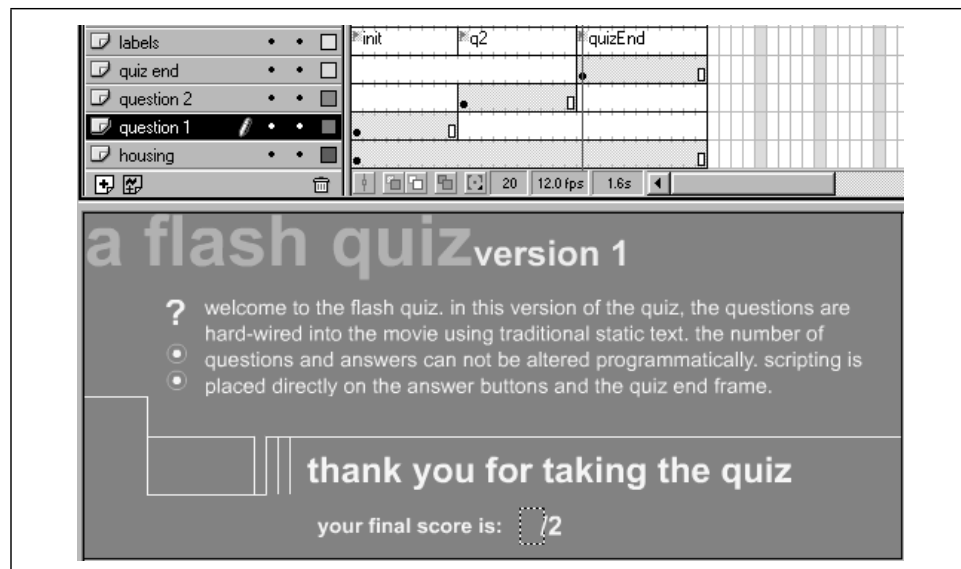 labels init q2 quizEnd
quiz end
question 2
question 1
housing
20 12.0 fps 1.6s
a flash quiz version 1
? welcome to the flash quiz. in this version of the quiz, the questions are
hard-wired into the movie using traditional static text. the number of
questions and answers can not be altered programmatically. scripting is
placed directly on the answer buttons and the quiz end frame.
thank you for taking the quiz
your final score is: /2